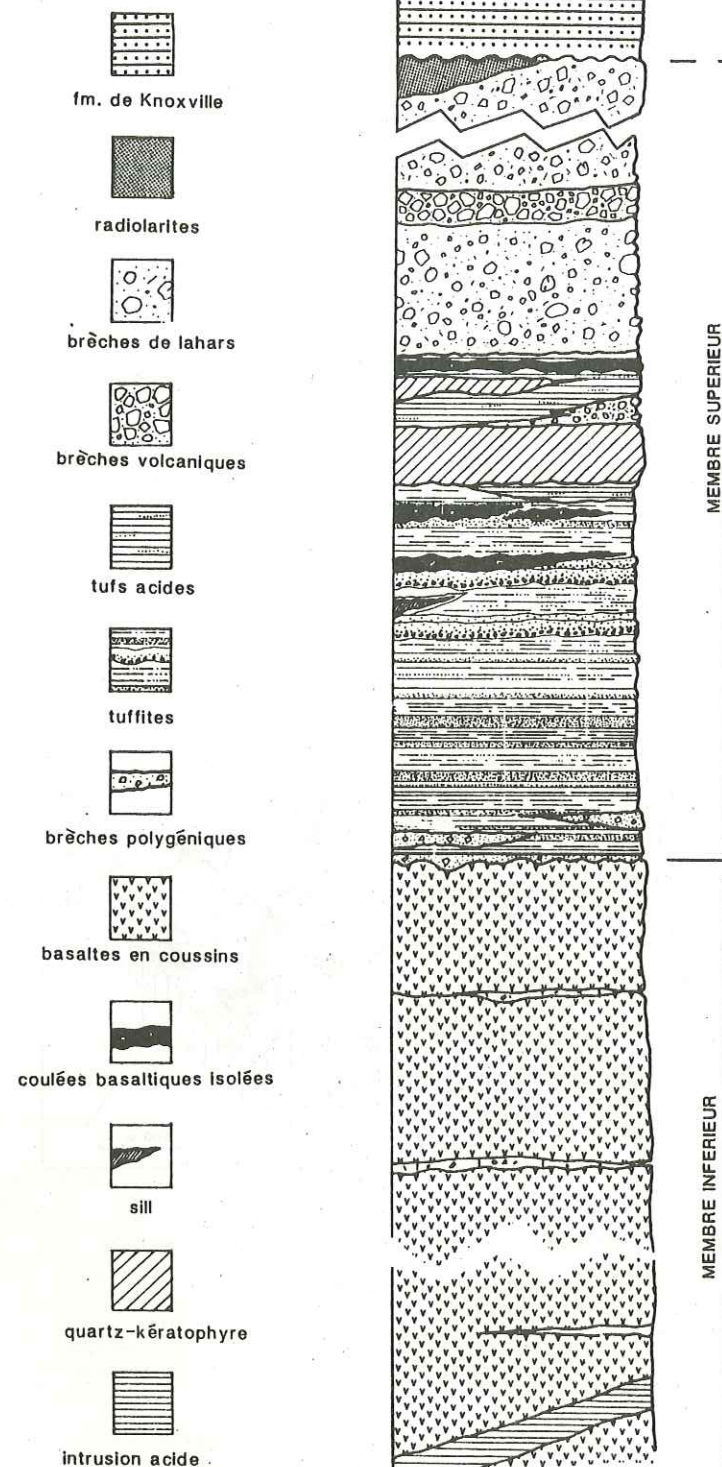 fm. de Knoxville
radiolarites
brèches de lahars
brèches volcaniques
tufs acides
tuffites
brèches polygéniques
basaltes en coussins
coulées basaltiques isolées
sill
quartz-kératophyre
intrusion acide
MEMBRE SUPERIEUR
MEMBRE INFERIEUR